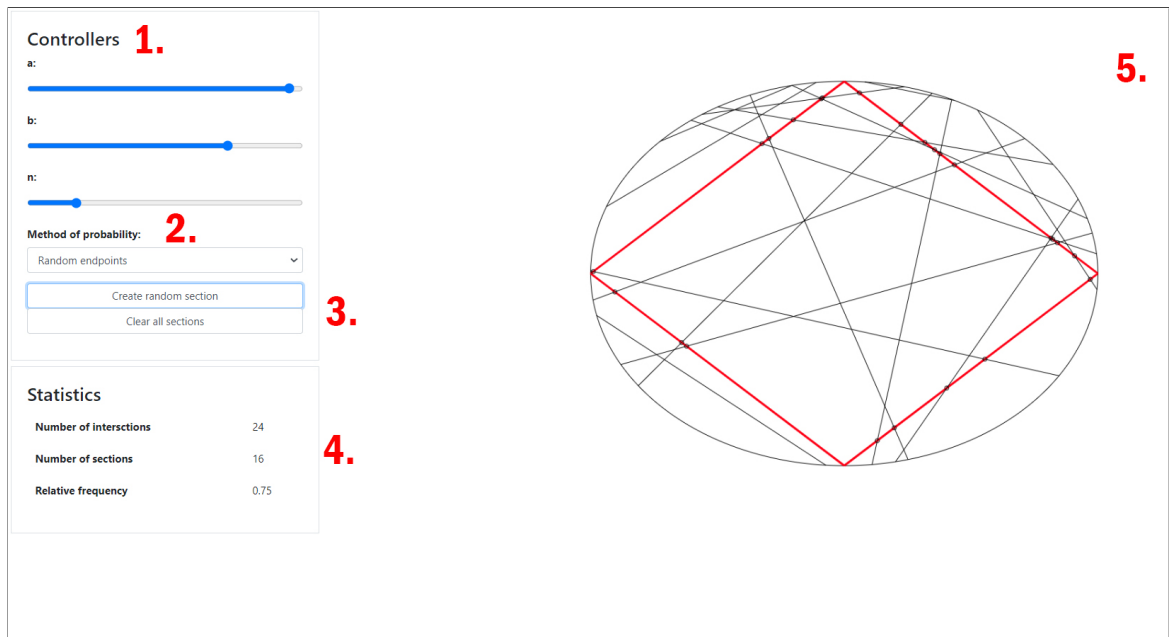 Controllers 1.
a:
b:
n:
2.
Method of probability:
Random endpoints
Create random section
3.
Clear all sections
Statistics
Number of intersctions 24
4.
Number of sections 16
Relative frequency 0.75
5.